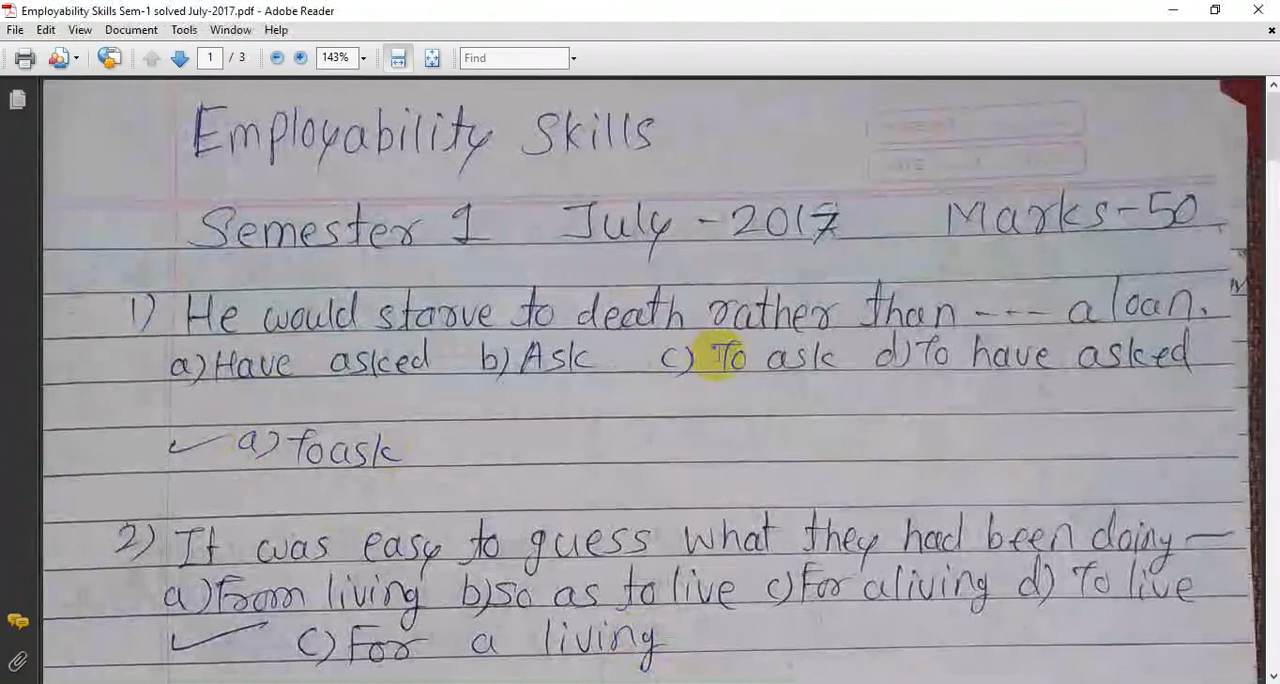 Employability Skills Sem-1 solved July-2017.pdf - Adobe Reader
File Edit View Document Tools Window Help
1 / 3 143% Find
Employability Skills
Semester 1 July - 2017 Marks-50
1) He would starve to death rather than ---- a loan.
a) Have asked b) Ask c) To ask d) To have asked
a) To ask
2) It was easy to guess what they had been doing —
a) From living b) So as to live c) For a living d) To live
c) For a living